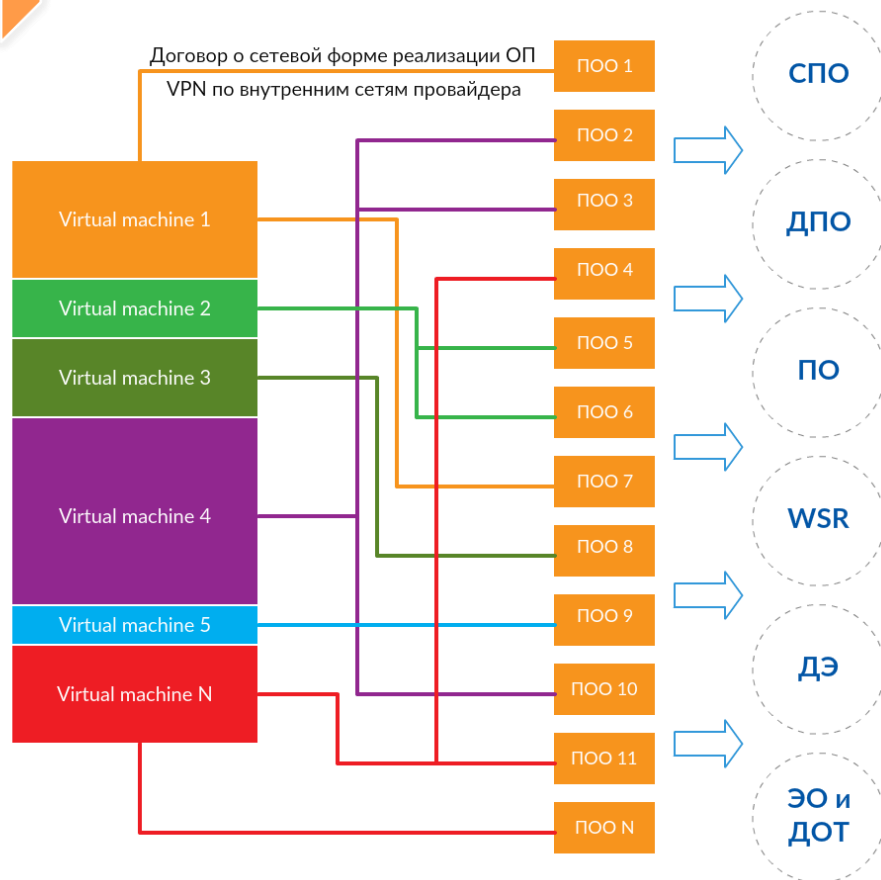 Договор о сетевой форме реализации ОП
VPN по внутренним сетям провайдера
Virtual machine 1
Virtual machine 2
Virtual machine 3
Virtual machine 4
Virtual machine 5
Virtual machine N
ПОО 1
ПОО 2
ПОО 3
ПОО 4
ПОО 5
ПОО 6
ПОО 7
ПОО 8
ПОО 9
ПОО 10
ПОО 11
ПОО N
СПО
ДПО
ПО
WSR
ДЭ
ЭО и
ДОТ